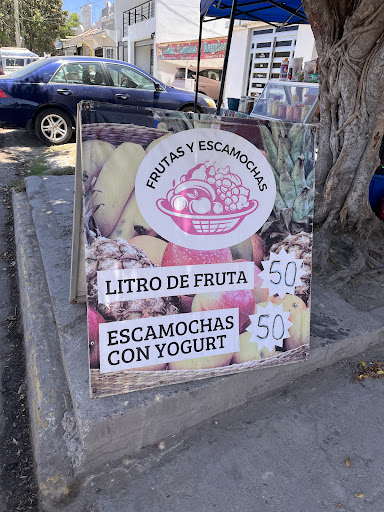 FRUTAS Y ESCAMOCHAS
LITRO DE FRUTA 50
ESCAMOCHAS
CON YOGURT 50